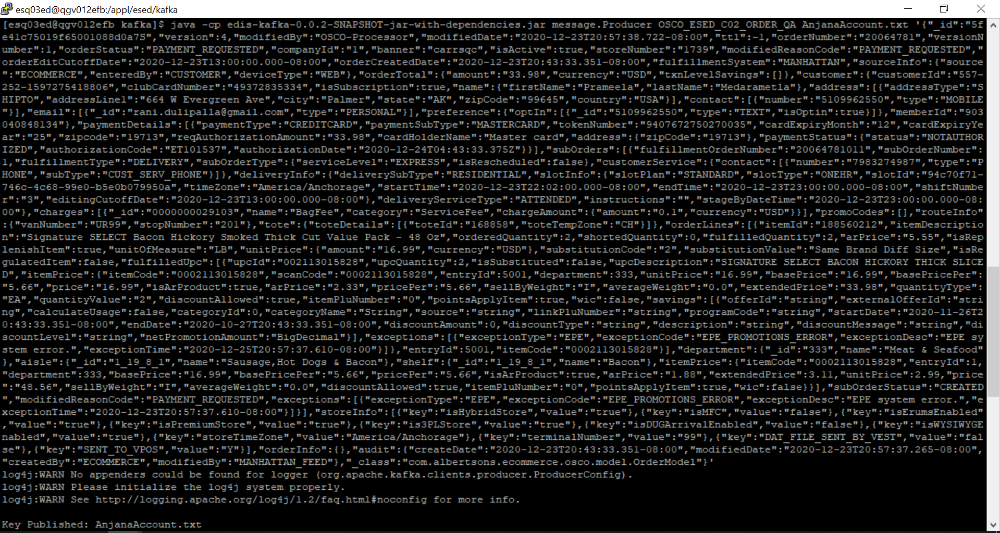 esq03ed@qgv012efb:/appl/esed/kafka
[esq03ed@qgv012efb kafka]$ java -cp edis-kafka-0.0.2-SNAPSHOT-jar-with-dependencies.jar message.Producer OSCO_ESED_C02_ORDER_QA AnjanaAccount.txt '{"_id":"5f
e41c75019f65001088d0a7S","version":4,"modifiedBy":"OSCO-Processor","modifiedDate":"2020-12-23T20:57:38.722-08:00","ttl":-1,"orderNumber":"20064781","versionN
umber":1,"orderStatus":"PAYMENT_REQUESTED","companyId":"1","banner":"carrsqc","isActive":true,"storeNumber":"1739","modifiedReasonCode":"PAYMENT_REQUESTED","
orderEditCutoffDate":"2020-12-23T13:00:00.000-08:00","orderCreatedDate":"2020-12-23T20:43:33.351-08:00","fulfillmentSystem":"MANHATTAN","sourceInfo":{"source
":"ECOMMERCE","enteredBy":"CUSTOMER","deviceType":"WEB"},"orderTotal":{"amount":"33.98","currency":"USD","txnLevelSavings":[]},"customer":{"customerId":"557-
252-1597275418806","clubCardNumber":"49372835334","isSubscription":true,"name":{"firstName":"Prameela","lastName":"Medarametla"},"address":[{"addressType":"S
HIPTO","addressLine1":"664 W Evergreen Ave","city":"Palmer","state":"AK","zipCode":"99645","country":"USA"}],"contact":[{"number":"5109962550","type":"MOBILE
"}],"email":[{"_id":"rani.dulipalla@gmail.com","type":"PERSONAL"}],"preference":{"optIn":[{"_id":"5109962550","type":"TEXT","isOptin":true}]},"memberId":"903
040848134"},"paymentDetails":[{"paymentType":"CREDITCARD","paymentSubType":"MASTERCARD","tokenNumber":"9407672750270035","cardExpiryMonth":"12","cardExpiryYe
ar":"25","zipcode":"19713","reqAuthorizationAmount":"33.98","cardHolderName":"Master card","address":{"zipCode":"19713"},"paymentStatus":{"status":"NOTAUTHOR
IZED","authorizationCode":"ET101537","authorizationDate":"2020-12-24T04:43:33.375Z"}}],"subOrders":[{"fulfillmentOrderNumber":"20064781011","subOrderNumber":
1,"fulfillmentType":"DELIVERY","subOrderType":{"serviceLevel":"EXPRESS","isRescheduled":false},"customerService":{"contact":[{"number":"7983274987","type":"P
HONE","subType":"CUST_SERV_PHONE"}]},"deliveryInfo":{"deliverySubType":"RESIDENTIAL","slotInfo":{"slotPlan":"STANDARD","slotType":"ONEHR","slotId":"94c70f71-
746c-4c68-99e0-b5e0b079950a","timeZone":"America/Anchorage","startTime":"2020-12-23T22:02:00.000-08:00","endTime":"2020-12-23T23:00:00.000-08:00","shiftNumbe
r":"3","editingCutoffDate":"2020-12-23T13:00:00.000-08:00"},"deliveryServiceType":"ATTENDED","instructions":"","stageByDateTime":"2020-12-23T23:00:00.000-08:
00"},"charges":[{"_id":"0000000029103","name":"BagFee","category":"ServiceFee","chargeAmount":{"amount":"0.1","currency":"USD"}}],"promoCodes":[],"routeInfo"
:{"vanNumber":"UR99","stopNumber":"201"},"tote":{"toteDetails":[{"toteId":"168858","toteTempZone":"CH"}]},"orderLines":[{"itemId":"188560212","itemDescriptio
n":"Signature SELECT Bacon Hickory Smoked Thick Cut Value Pack - 48 Oz","orderedQuantity":2,"shortedQuantity":0,"fulfilledQuantity":2,"arPrice":"5.55","isRep
lenishItem":true,"unitOfMeasure":"LB","unitPrice":{"amount":"16.99","currency":"USD"},"substitutionCode":"2","substitutionValue":"Same Brand Diff Size","isRe
gulatedItem":false,"fulfilledUpc":[{"upcId":"002113015828","upcQuantity":2,"isSubstituted":false,"upcDescription":"SIGNATURE SELECT BACON HICKORY THICK SLICE
D","itemPrice":{"itemCode":"0002113015828","scanCode":"0002113015828","entryId":5001,"department":333,"unitPrice":"16.99","basePrice":"16.99","basePricePer":
"5.66","price":"16.99","isArProduct":true,"arPrice":"2.33","pricePer":"5.66","sellByWeight":"I","averageWeight":"0.0","extendedPrice":"33.98","quantityType":
"EA","quantityValue":"2","discountAllowed":true,"itemPluNumber":"0","pointsApplyItem":true,"wic":false,"savings":[{"offerId":"string","externalOfferId":"stri
ng","calculateUsage":false,"categoryId":0,"categoryName":"String","source":"string","linkPluNumber":"string","programCode":"string","startDate":"2020-11-26T2
0:43:33.351-08:00","endDate":"2020-10-27T20:43:33.351-08:00","discountAmount":0,"discountType":"string","description":"string","discountMessage":"string","di
scountLevel":"string","netPromotionAmount":"BigDecimal"}],"exceptions":[{"exceptionType":"EPE","exceptionCode":"EPE_PROMOTIONS_ERROR","exceptionDesc":"EPE sy
stem error.","exceptionTime":"2020-12-25T20:57:37.610-08:00"}]},"entryId":5001,"itemCode":"0002113015828"}],"department":{"_id":"333","name":"Meat & Seafood"
},"aisle":{"_id":"1_19_8_1","name":"Sausage,Hot Dogs & Bacon"},"shelf":{"_id":"1_19_8_1","name":"Bacon"},"itemPrice":{"itemCode":"0002113015828","entryId":1,
"department":333,"basePrice":"16.99","basePricePer":"5.66","pricePer":"5.66","isArProduct":true,"arPrice":"1.88","extendedPrice":3.11,"unitPrice":2.99,"price
":"48.56","sellByWeight":"I","averageWeight":"0.0","discountAllowed":true,"itemPluNumber":"0","pointsApplyItem":true,"wic":false}}],"subOrderStatus":"CREATED
","modifiedReasonCode":"PAYMENT_REQUESTED","exceptions":[{"exceptionType":"EPE","exceptionCode":"EPE_PROMOTIONS_ERROR","exceptionDesc":"EPE system error.","e
xceptionTime":"2020-12-23T20:57:37.610-08:00"}]}],"storeInfo":[{"key":"isHybridStore","value":"true"},{"key":"isMFC","value":"false"},{"key":"isErumsEnabled"
,"value":"true"},{"key":"isPremiumStore","value":"true"},{"key":"is3PLStore","value":"true"},{"key":"isDUGArrivalEnabled","value":"false"},{"key":"isWYSIWYGE
nabled","value":"true"},{"key":"storeTimeZone","value":"America/Anchorage"},{"key":"terminalNumber","value":"99"},{"key":"DAT_FILE_SENT_BY_VEST","value":"fal
se"},{"key":"SENT_TO_VPOS","value":"Y"}],"orderInfo":{},"audit":{"createDate":"2020-12-23T20:43:33.351-08:00","modifiedDate":"2020-12-23T20:57:37.265-08:00",
"createdBy":"ECOMMERCE","modifiedBy":"MANHATTAN_FEED"},"_class":"com.albertsons.ecommerce.osco.model.OrderModel"}'
log4j:WARN No appenders could be found for logger (org.apache.kafka.clients.producer.ProducerConfig).
log4j:WARN Please initialize the log4j system properly.
log4j:WARN See http://logging.apache.org/log4j/1.2/faq.html#noconfig for more info.
Key Published: AnjanaAccount.txt